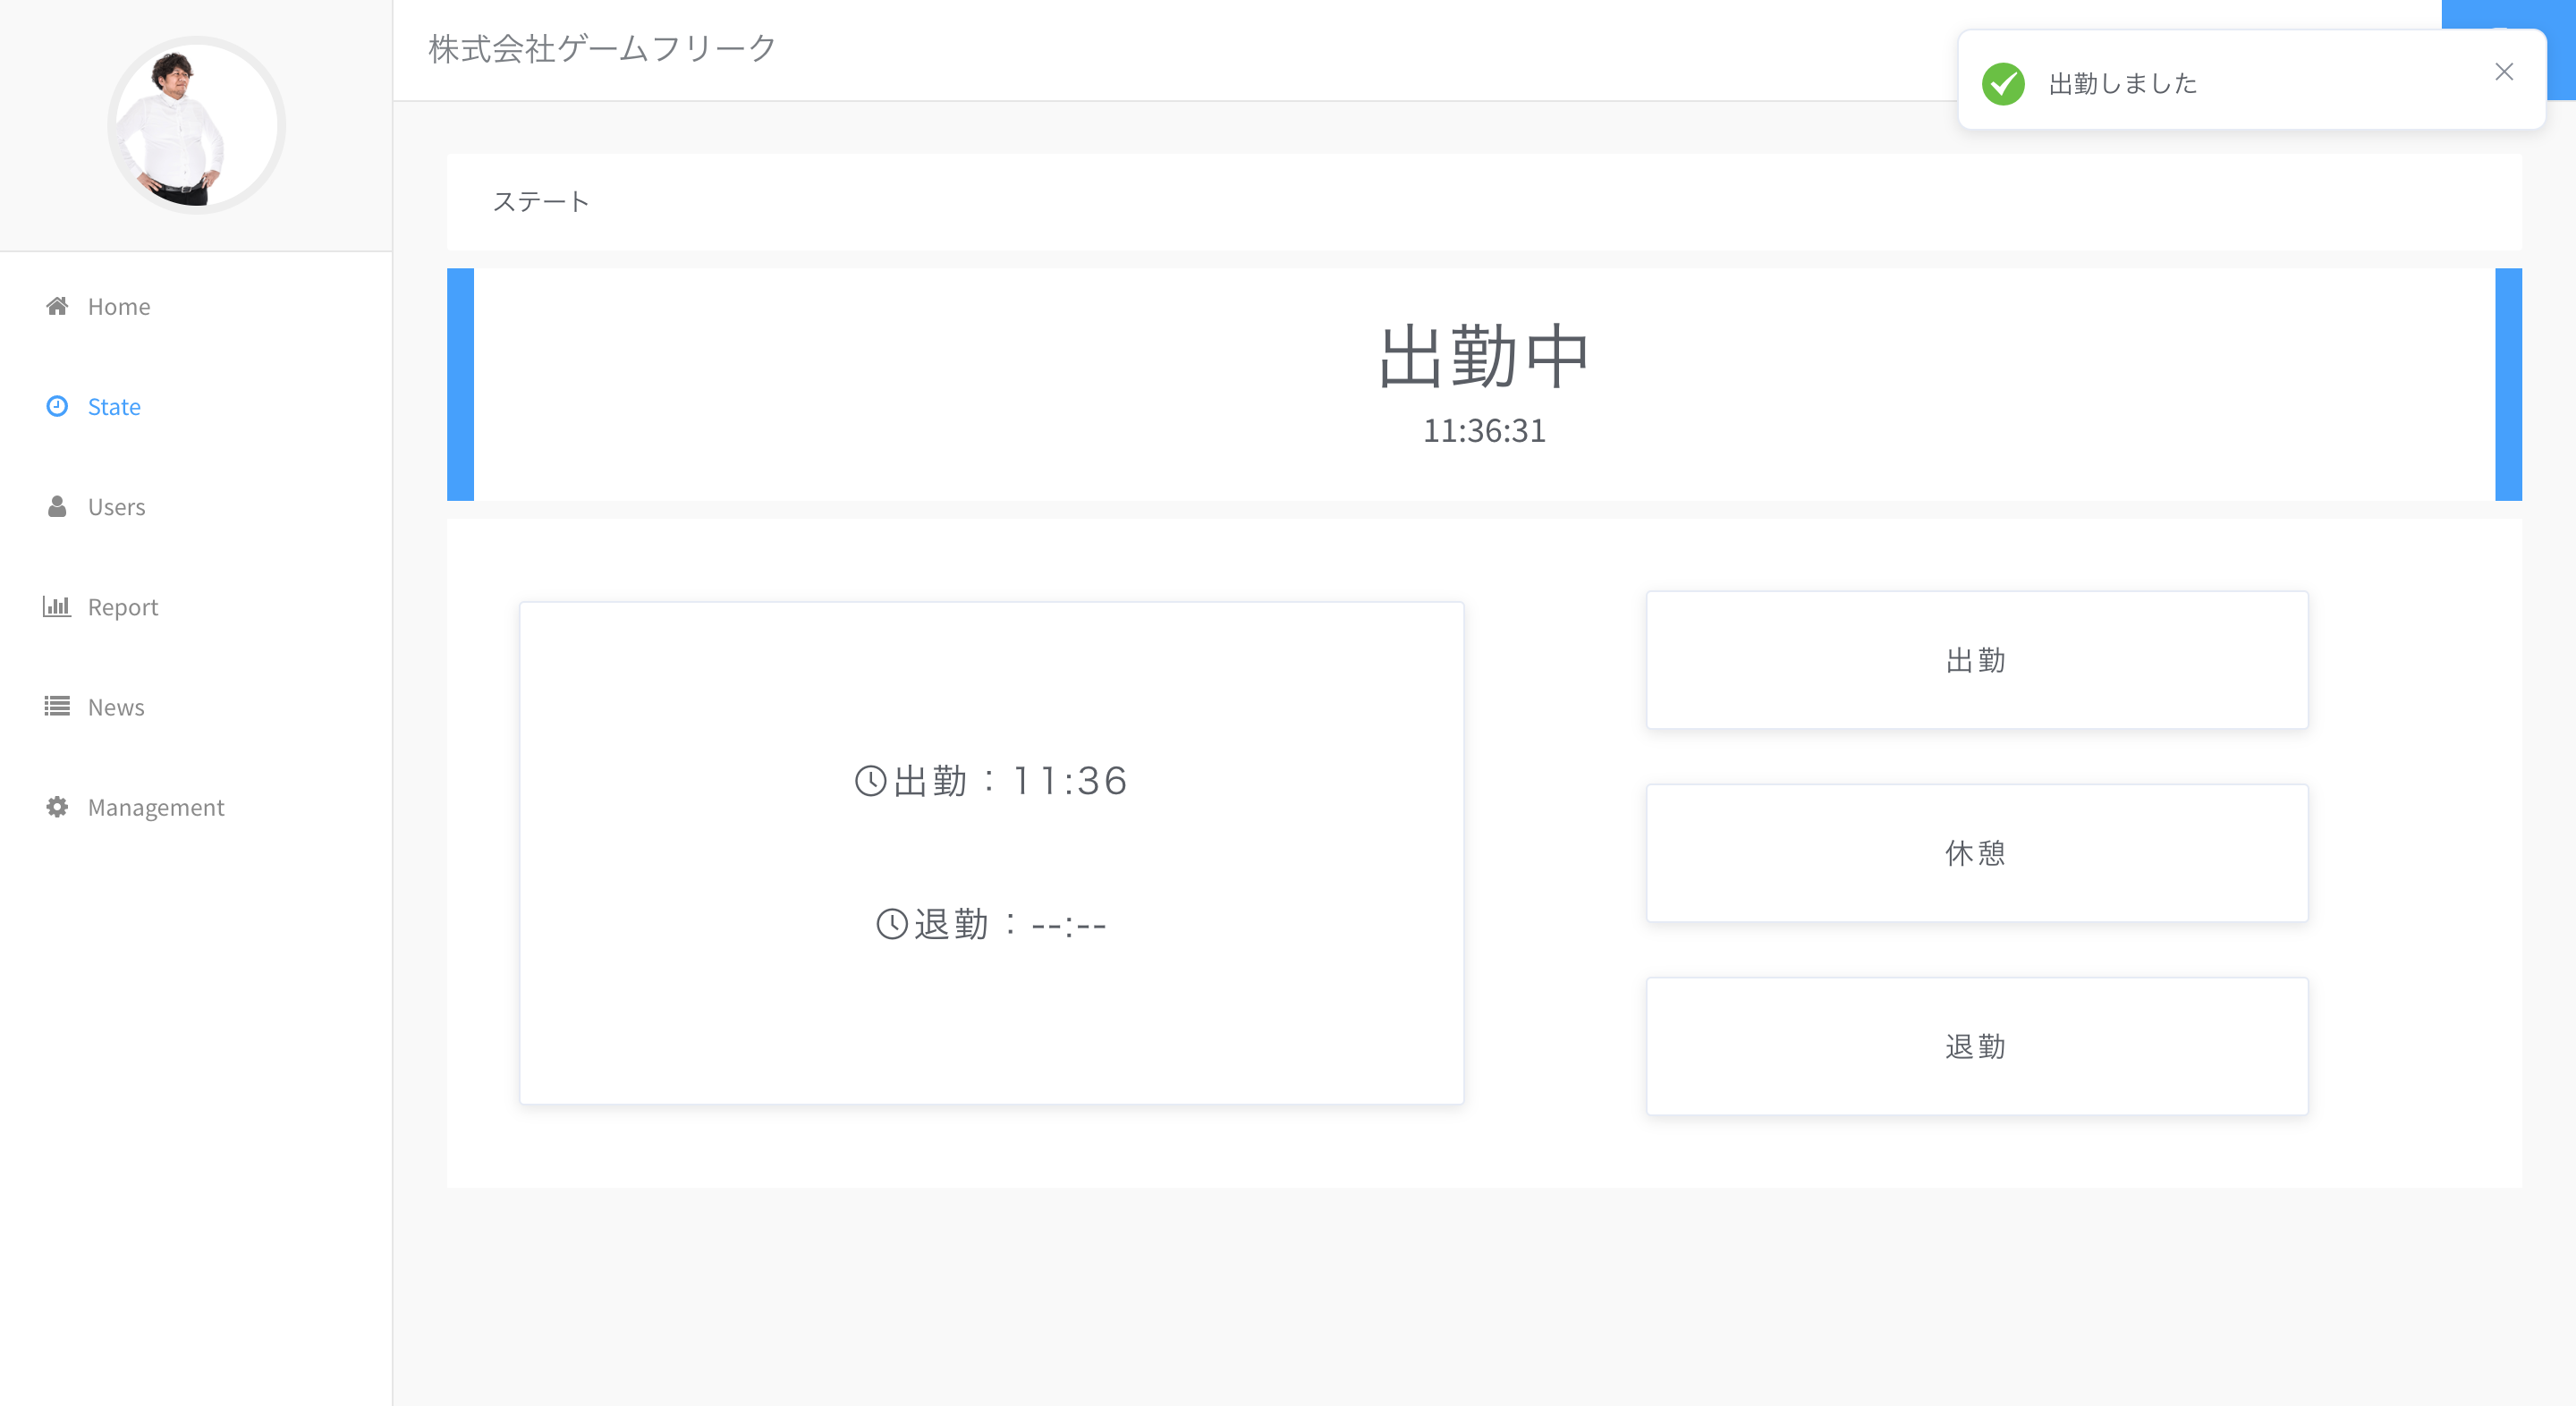 株式会社ゲームフリーク
出勤しました
Home
State
Users
Report
News
Management
ステート
出勤中
11:36:31
出勤：11:36
退勤：--:--
出勤
休憩
退勤